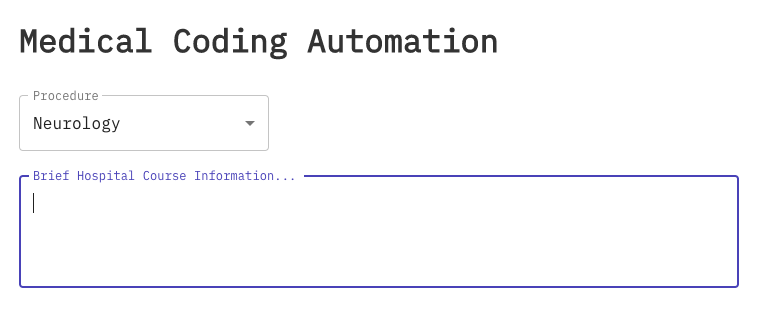 Medical Coding Automation
Procedure
Neurology
Brief Hospital Course Information...